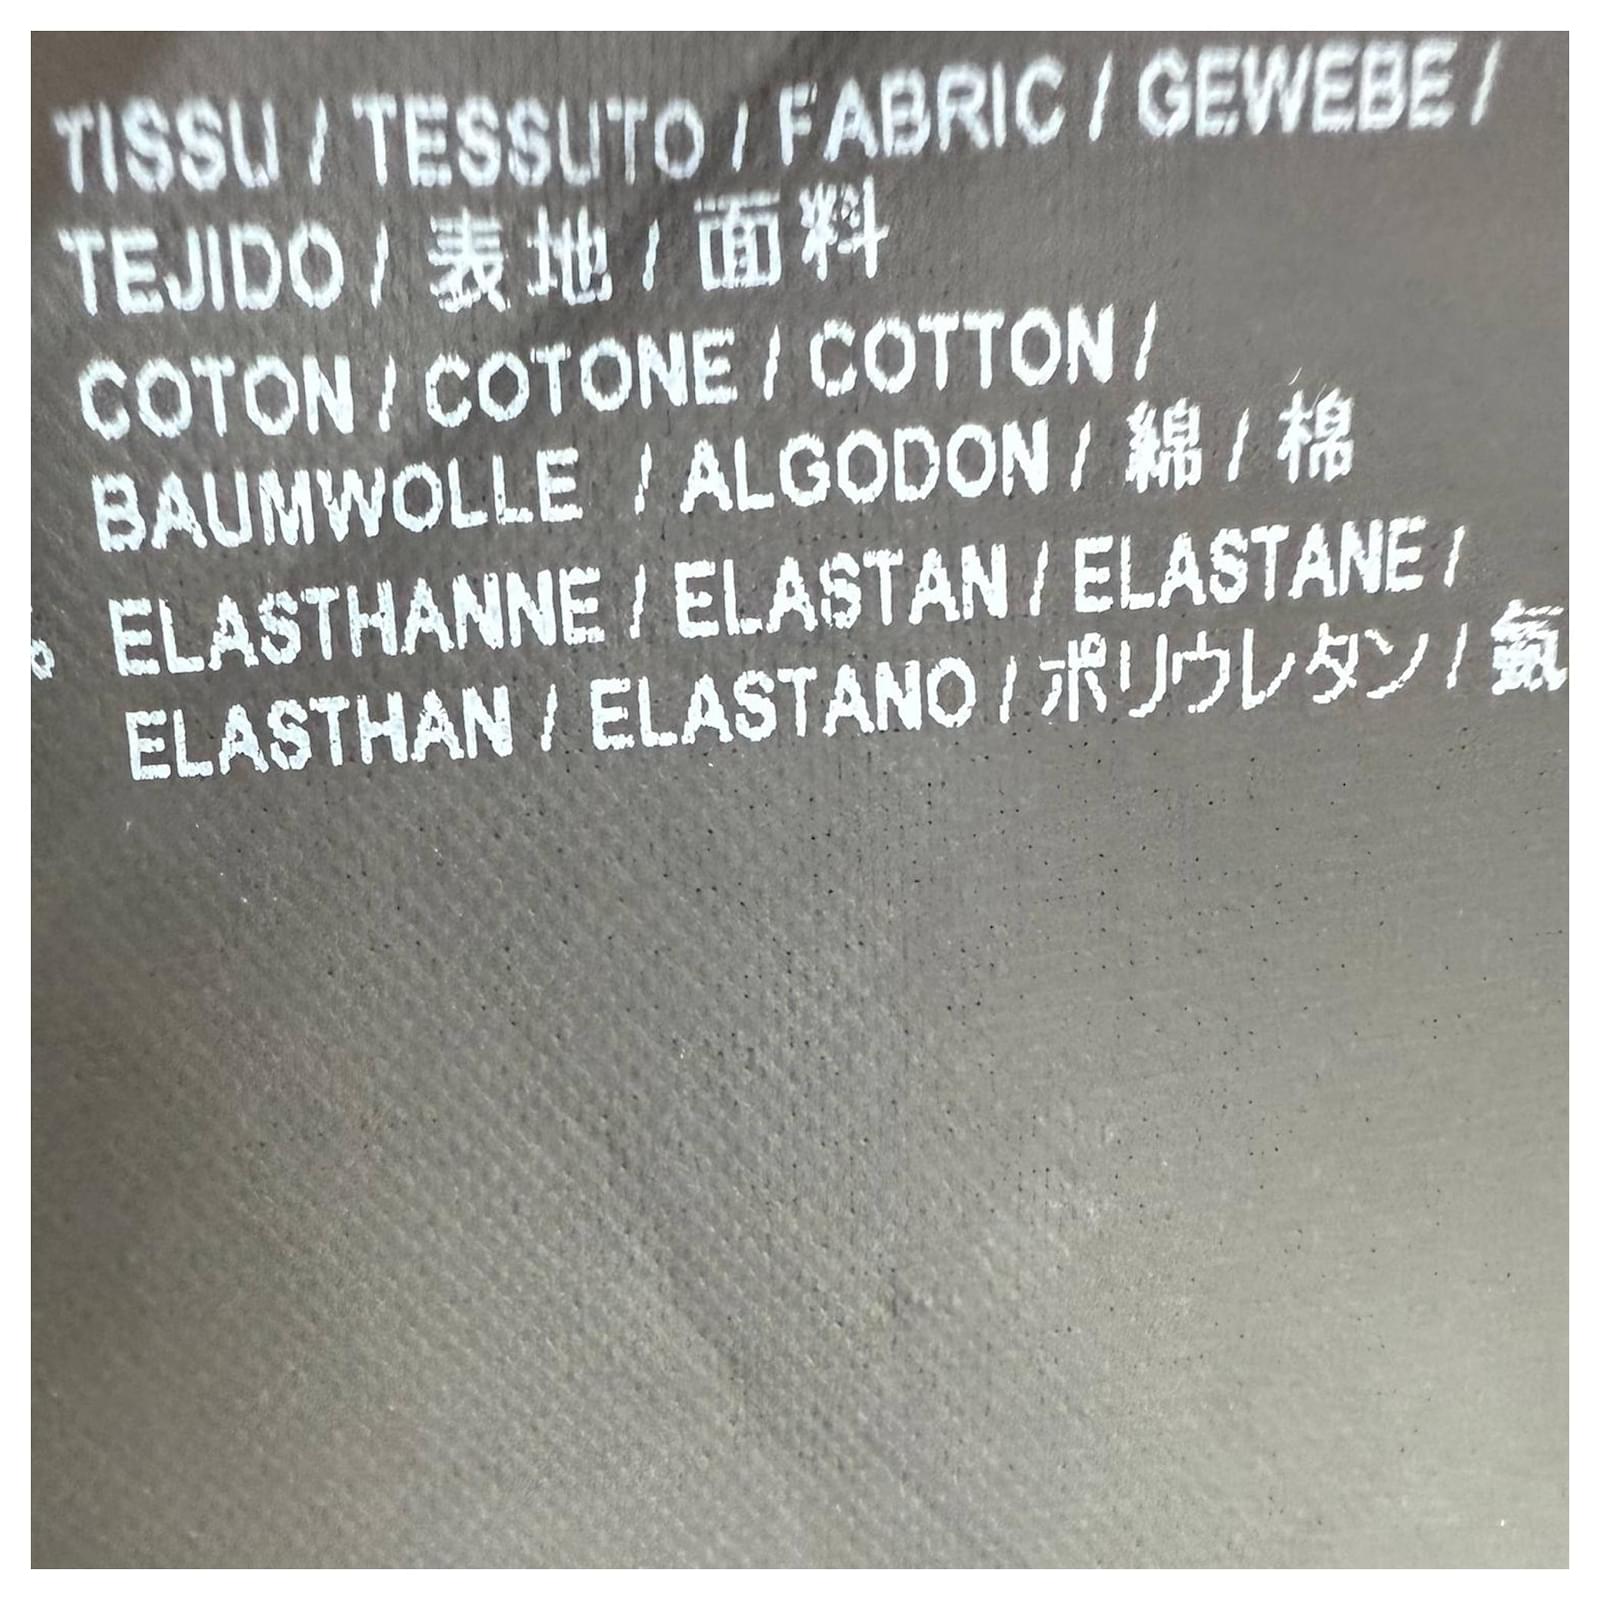 TISSU / TESSUTO / FABRIC / GEWEBE /
TEJIDO / 表地 / 面料
COTON / COTONE / COTTON /
BAUMWOLLE / ALGODON / 綿 / 棉
% ELASTHANNE / ELASTAN / ELASTANE /
ELASTHAN / ELASTANO / ポリウレタン / 氨